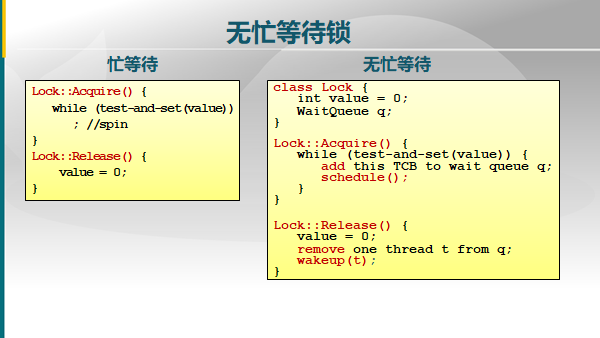 无忙等待锁
忙等待
Lock::Acquire() {
while (test-and-set(value))
; //spin
}
Lock::Release() {
value = 0;
}
无忙等待
class Lock {
int value = 0;
WaitQueue q;
}
Lock::Acquire() {
while (test-and-set(value)) {
add this TCB to wait queue q;
schedule();
}
}
Lock::Release() {
value = 0;
remove one thread t from q;
wakeup(t);
}